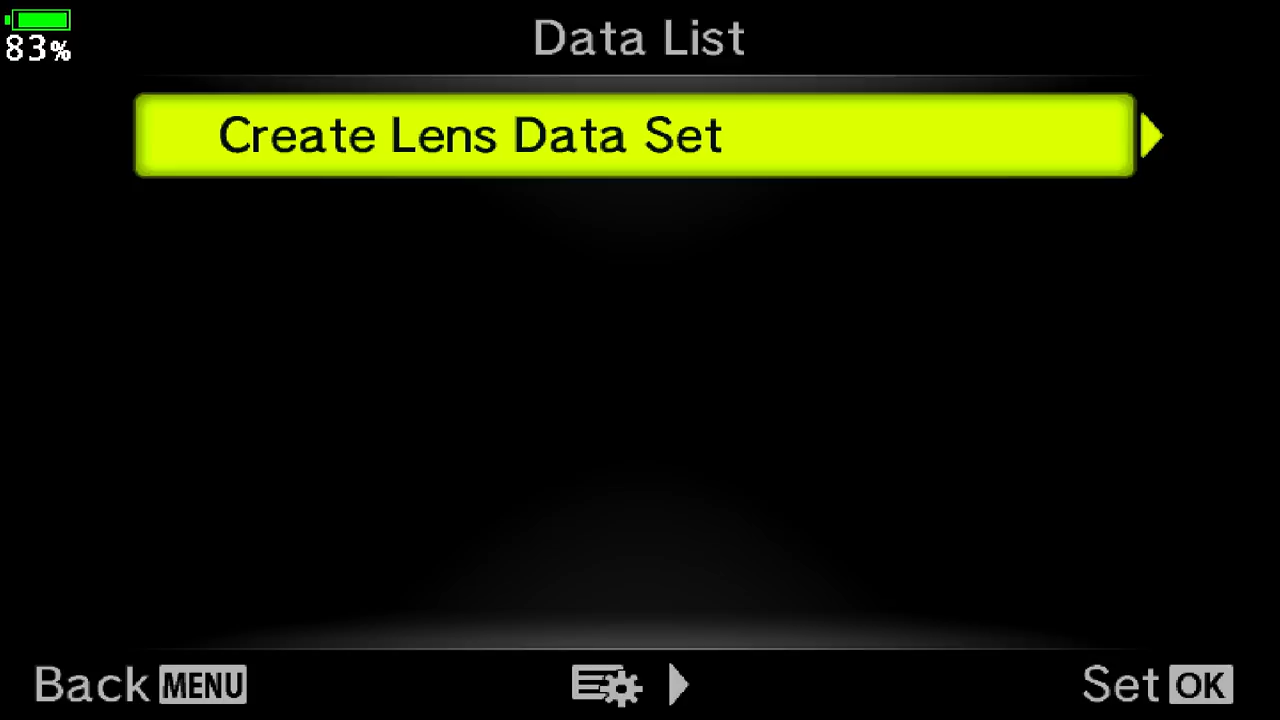 83%
Data List
Create Lens Data Set
Back MENU
Set OK